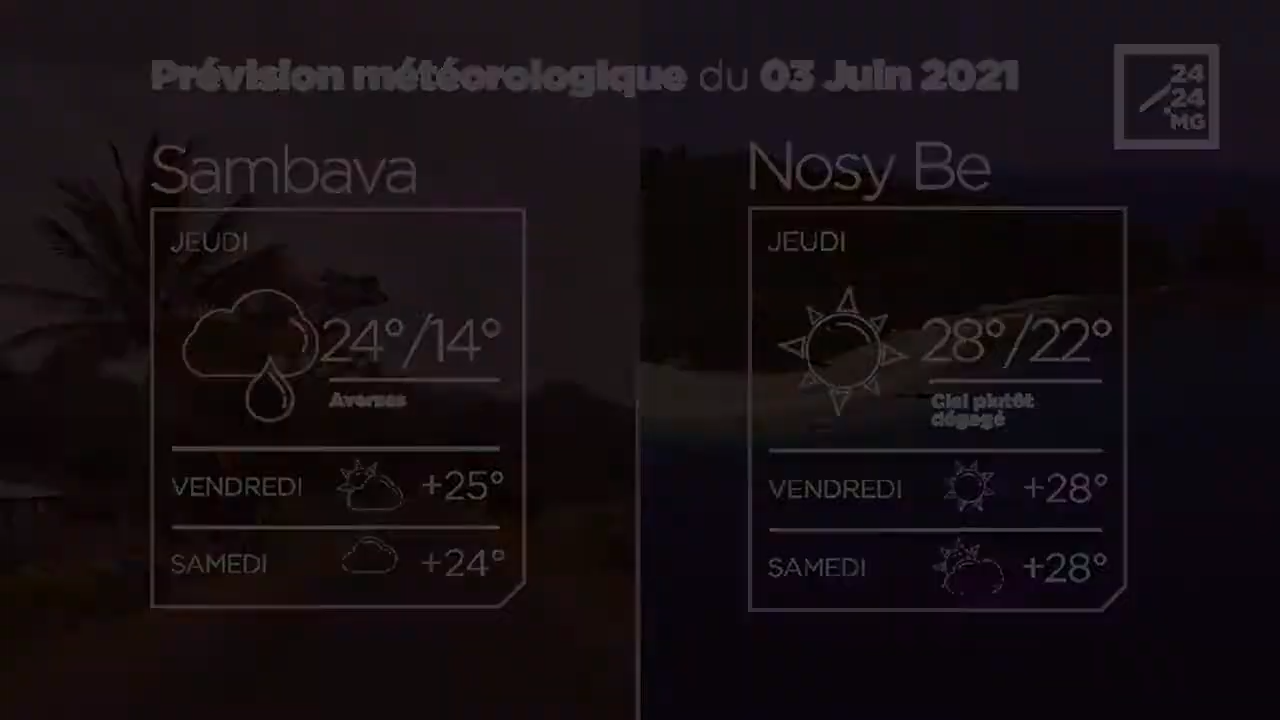 Prévision météorologique du 03 Juin 2021
24
24
MG
Sambava
JEUDI
24°/14°
Averses
VENDREDI +25°
SAMEDI +24°
Nosy Be
JEUDI
28°/22°
Ciel plutôt
dégagé
VENDREDI +28°
SAMEDI +28°